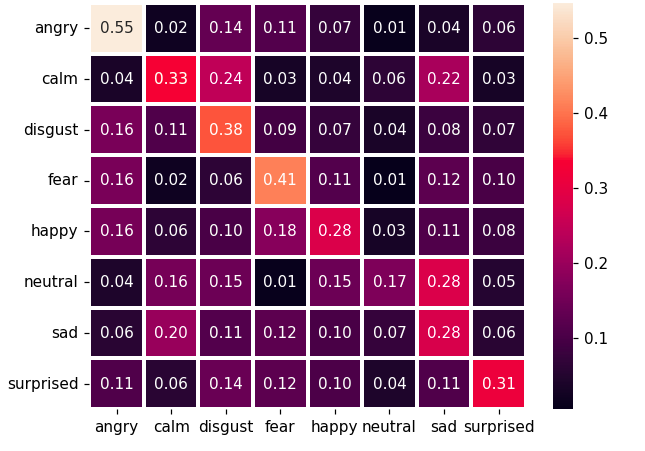 angry 0.55 0.02 0.14 0.11 0.07 0.01 0.04 0.06
calm 0.04 0.33 0.24 0.03 0.04 0.06 0.22 0.03
disgust 0.16 0.11 0.38 0.09 0.07 0.04 0.08 0.07
fear 0.16 0.02 0.06 0.41 0.11 0.01 0.12 0.10
happy 0.16 0.06 0.10 0.18 0.28 0.03 0.11 0.08
neutral 0.04 0.16 0.15 0.01 0.15 0.17 0.28 0.05
sad 0.06 0.20 0.11 0.12 0.10 0.07 0.28 0.06
surprised 0.11 0.06 0.14 0.12 0.10 0.04 0.11 0.31
angry calm disgust fear happy neutral sad surprised
0.5
0.4
0.3
0.2
0.1